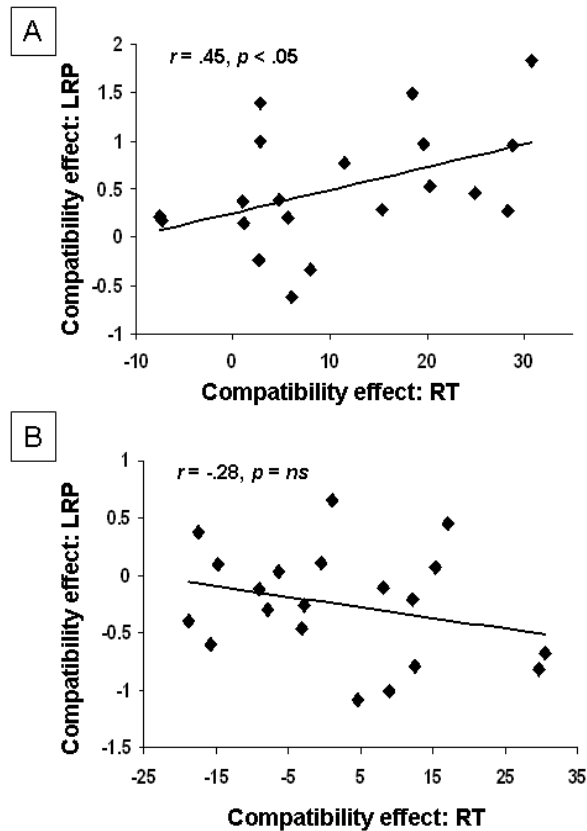 A
r = .45, p < .05
Compatibility effect: LRP
2
1.5
1
0.5
0
-0.5
-1
-10 0 10 20 30
Compatibility effect: RT
B
r = -.28, p = ns
Compatibility effect: LRP
1
0.5
0
-0.5
-1
-1.5
-25 -15 -5 5 15 25 35
Compatibility effect: RT